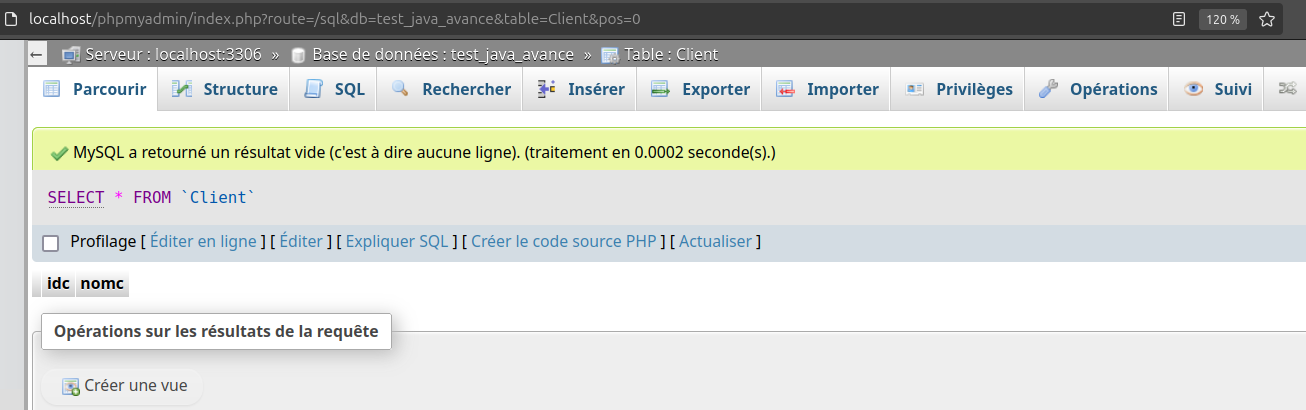 localhost/phpmyadmin/index.php?route=/sql&db=test_java_avance&table=Client&pos=0 120 %
← Serveur : localhost:3306 » Base de données : test_java_avance » Table : Client
Parcourir Structure SQL Rechercher Insérer Exporter Importer Privilèges Opérations Suivi
MySQL a retourné un résultat vide (c'est à dire aucune ligne). (traitement en 0.0002 seconde(s).)
SELECT * FROM `Client`
Profilage [ Éditer en ligne ] [ Éditer ] [ Expliquer SQL ] [ Créer le code source PHP ] [ Actualiser ]
idc nomc
Opérations sur les résultats de la requête
Créer une vue